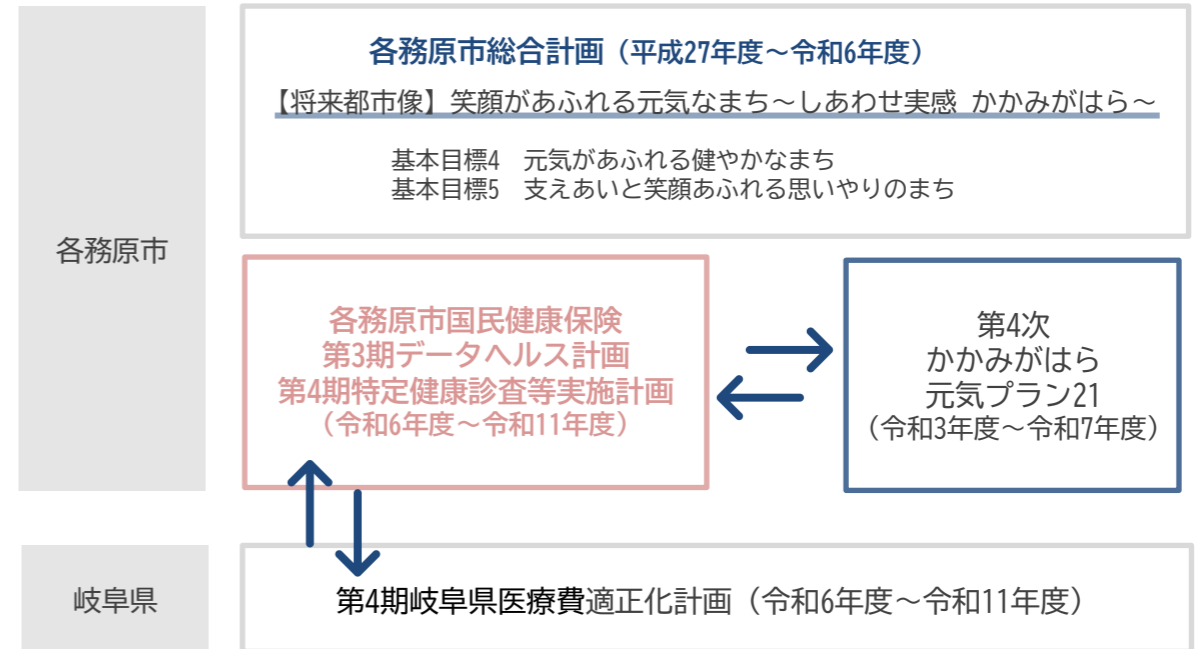 各務原市
各務原市総合計画（平成27年度～令和6年度）
【将来都市像】笑顔があふれる元気なまち～しあわせ実感 かかみがはら～
基本目標4　元気があふれる健やかなまち
基本目標5　支えあいと笑顔あふれる思いやりのまち
各務原市国民健康保険
第3期データヘルス計画
第4期特定健康診査等実施計画
（令和6年度～令和11年度）
第4次
かかみがはら
元気プラン21
（令和3年度～令和7年度）
岐阜県
第4期岐阜県医療費適正化計画（令和6年度～令和11年度）